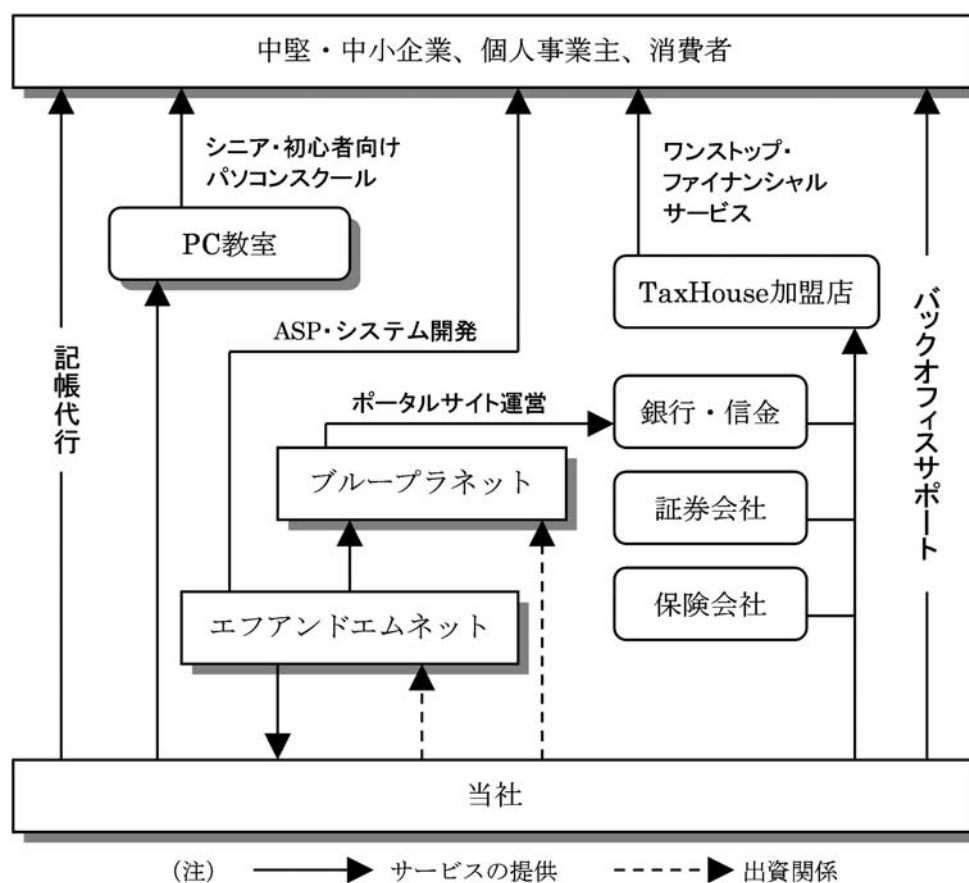 中堅・中小企業、個人事業主、消費者
シニア・初心者向け
パソコンスクール
ワンストップ・
ファイナンシャル
サービス
PC教室
TaxHouse加盟店
ASP・システム開発
記帳代行
バックオフィスサポート
ポータルサイト運営
銀行・信金
ブループラネット
証券会社
エフアンドエムネット
保険会社
当社
(注) サービスの提供 出資関係